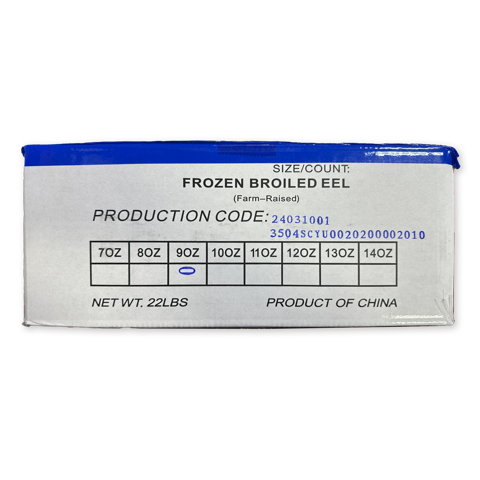 SIZE/COUNT:
FROZEN BROILED EEL
(Farm-Raised)
PRODUCTION CODE: 24031001
3504SCYU0020200002010
7OZ 8OZ 9OZ 10OZ 11OZ 12OZ 13OZ 14OZ
NET WT. 22LBS PRODUCT OF CHINA